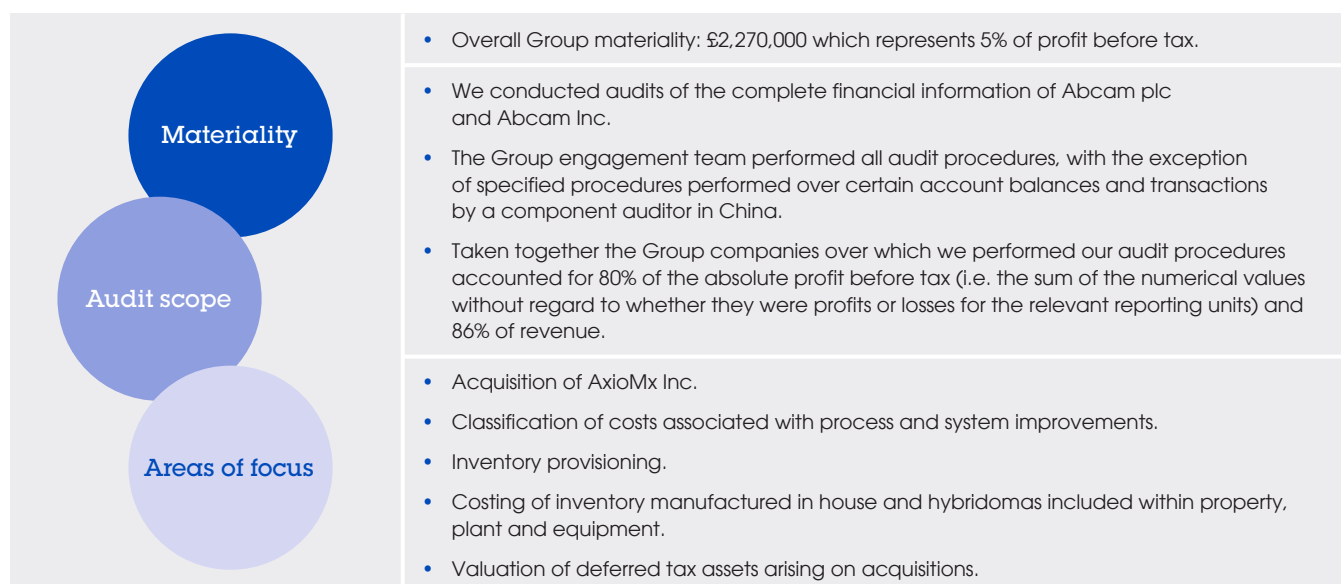 Materiality
• Overall Group materiality: £2,270,000 which represents 5% of profit before tax.
• We conducted audits of the complete financial information of Abcam plc
and Abcam Inc.
• The Group engagement team performed all audit procedures, with the exception
of specified procedures performed over certain account balances and transactions
by a component auditor in China.
• Taken together the Group companies over which we performed our audit procedures
accounted for 80% of the absolute profit before tax (i.e. the sum of the numerical values
without regard to whether they were profits or losses for the relevant reporting units) and
86% of revenue.
Audit scope
• Acquisition of AxioMx Inc.
• Classification of costs associated with process and system improvements.
• Inventory provisioning.
• Costing of inventory manufactured in house and hybridomas included within property,
plant and equipment.
• Valuation of deferred tax assets arising on acquisitions.
Areas of focus